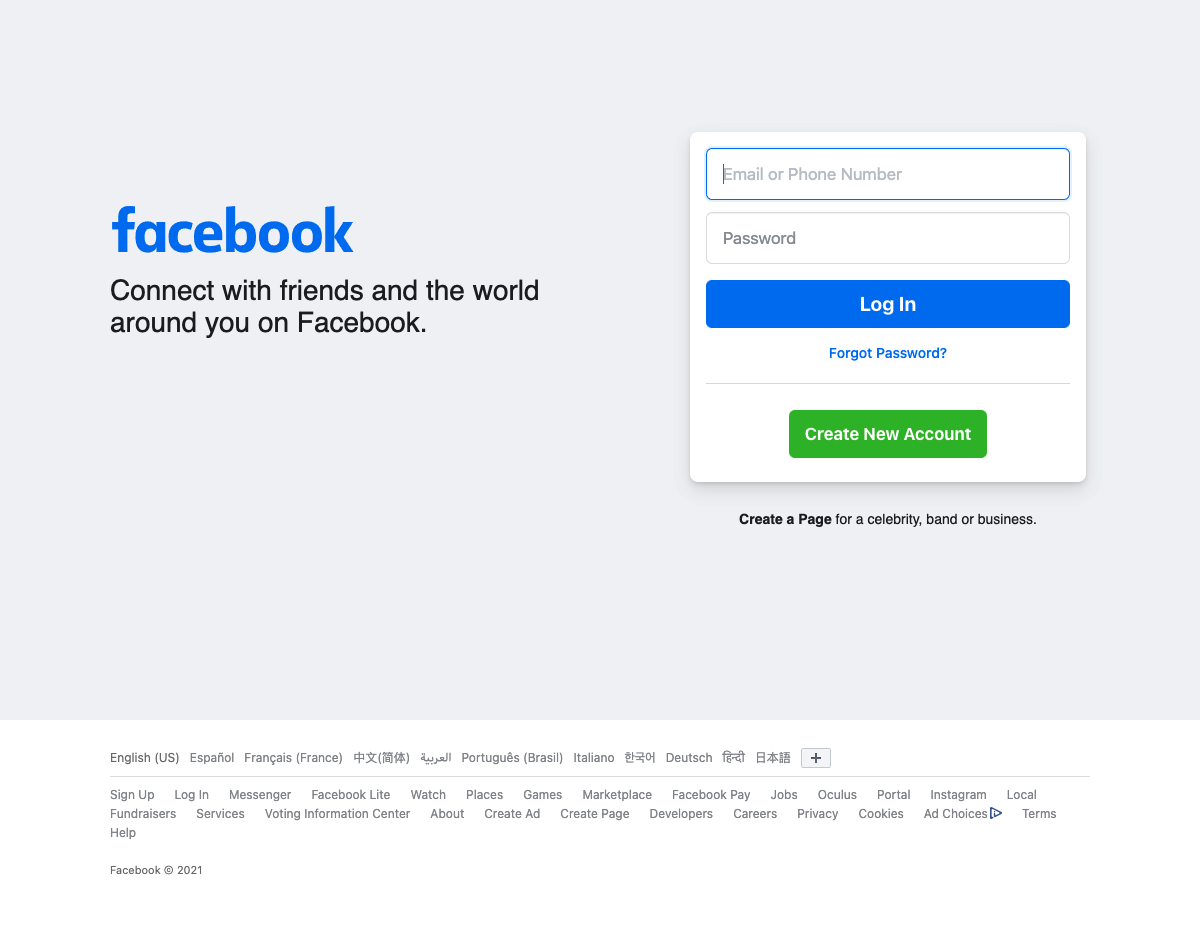 facebook
Connect with friends and the world
around you on Facebook.
Email or Phone Number
Password
Log In
Forgot Password?
Create New Account
Create a Page for a celebrity, band or business.
English (US) Español Français (France) 中文(简体) العربية Português (Brasil) Italiano 한국어 Deutsch हिन्दी 日本語
Sign Up Log In Messenger Facebook Lite Watch Places Games Marketplace Facebook Pay Jobs Oculus Portal Instagram Local
Fundraisers Services Voting Information Center About Create Ad Create Page Developers Careers Privacy Cookies Ad Choices Terms
Help
Facebook © 2021